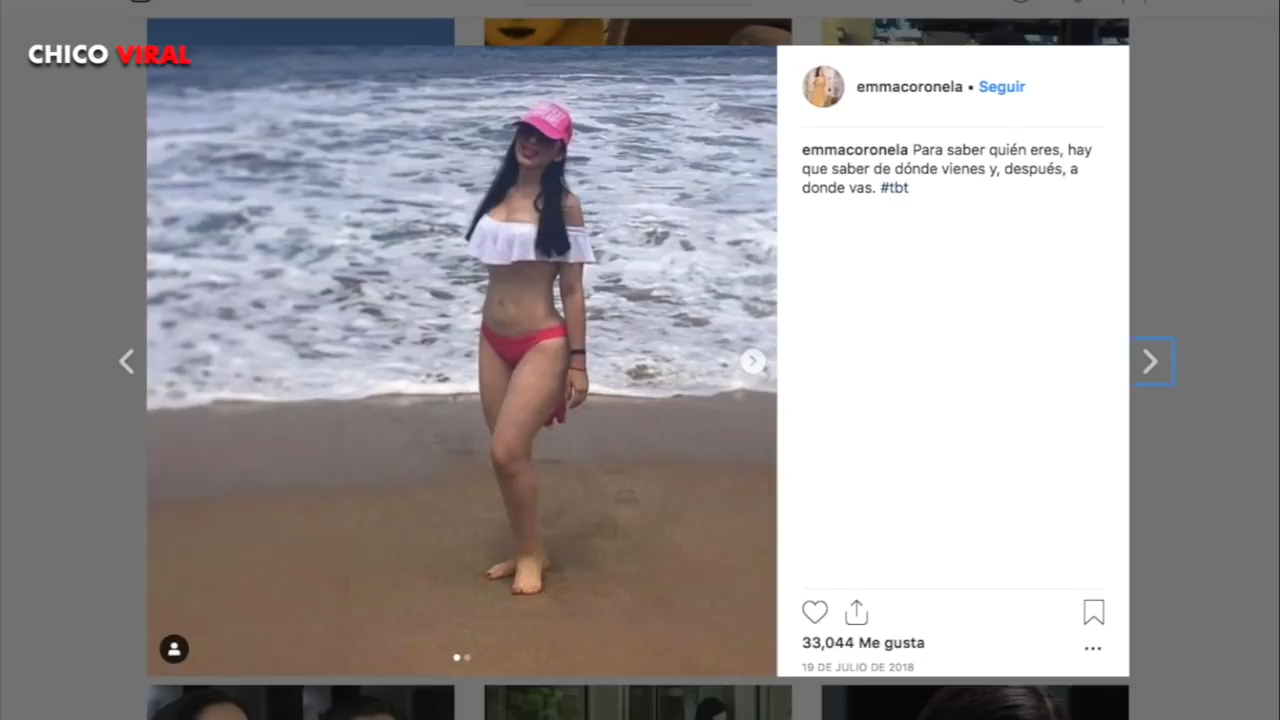 CHICO VIRAL
emmacoronela • Seguir
emmacoronela Para saber quién eres, hay
que saber de dónde vienes y, después, a
donde vas. #tbt
33,044 Me gusta
19 DE JULIO DE 2018